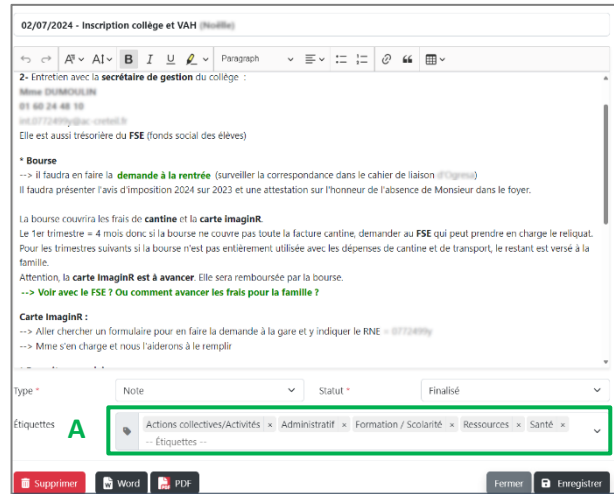 02/07/2024 - Inscription collège et VAH (Noëllie)
Paragraph
2- Entretien avec la secrétaire de gestion du collège :
Mme DUMOULIN
01 60 24 48 10
Elle est aussi trésorière du FSE (fonds social des élèves)
* Bourse
--> il faudra en faire la demande à la rentrée (surveiller la correspondance dans le cahier de liaison
Il faudra présenter l'avis d'imposition 2024 sur 2023 et une attestation sur l'honneur de l'absence de Monsieur dans le foyer.
La bourse couvrira les frais de cantine et la carte imaginR.
Le 1er trimestre = 4 mois donc si la bourse ne couvre pas toute la facture cantine, demander au FSE qui peut prendre en charge le reliquat.
Pour les trimestres suivants si la bourse n'est pas entièrement utilisée avec les dépenses de cantine et de transport, le restant est versé à la
famille.
Attention, la carte ImaginR est à avancer. Elle sera remboursée par la bourse.
--> Voir avec le FSE ? Ou comment avancer les frais pour la famille ?
Carte ImaginR :
--> Aller chercher un formulaire pour en faire la demande à la gare et y indiquer le RNE = 0772499y
--> Mme s'en charge et nous l'aiderons à le remplir
Type * Note Statut * Finalisé
Étiquettes A Actions collectives/Activités × Administratif × Formation / Scolarité × Ressources × Santé ×
-- Étiquettes --
Supprimer Word PDF Fermer Enregistrer